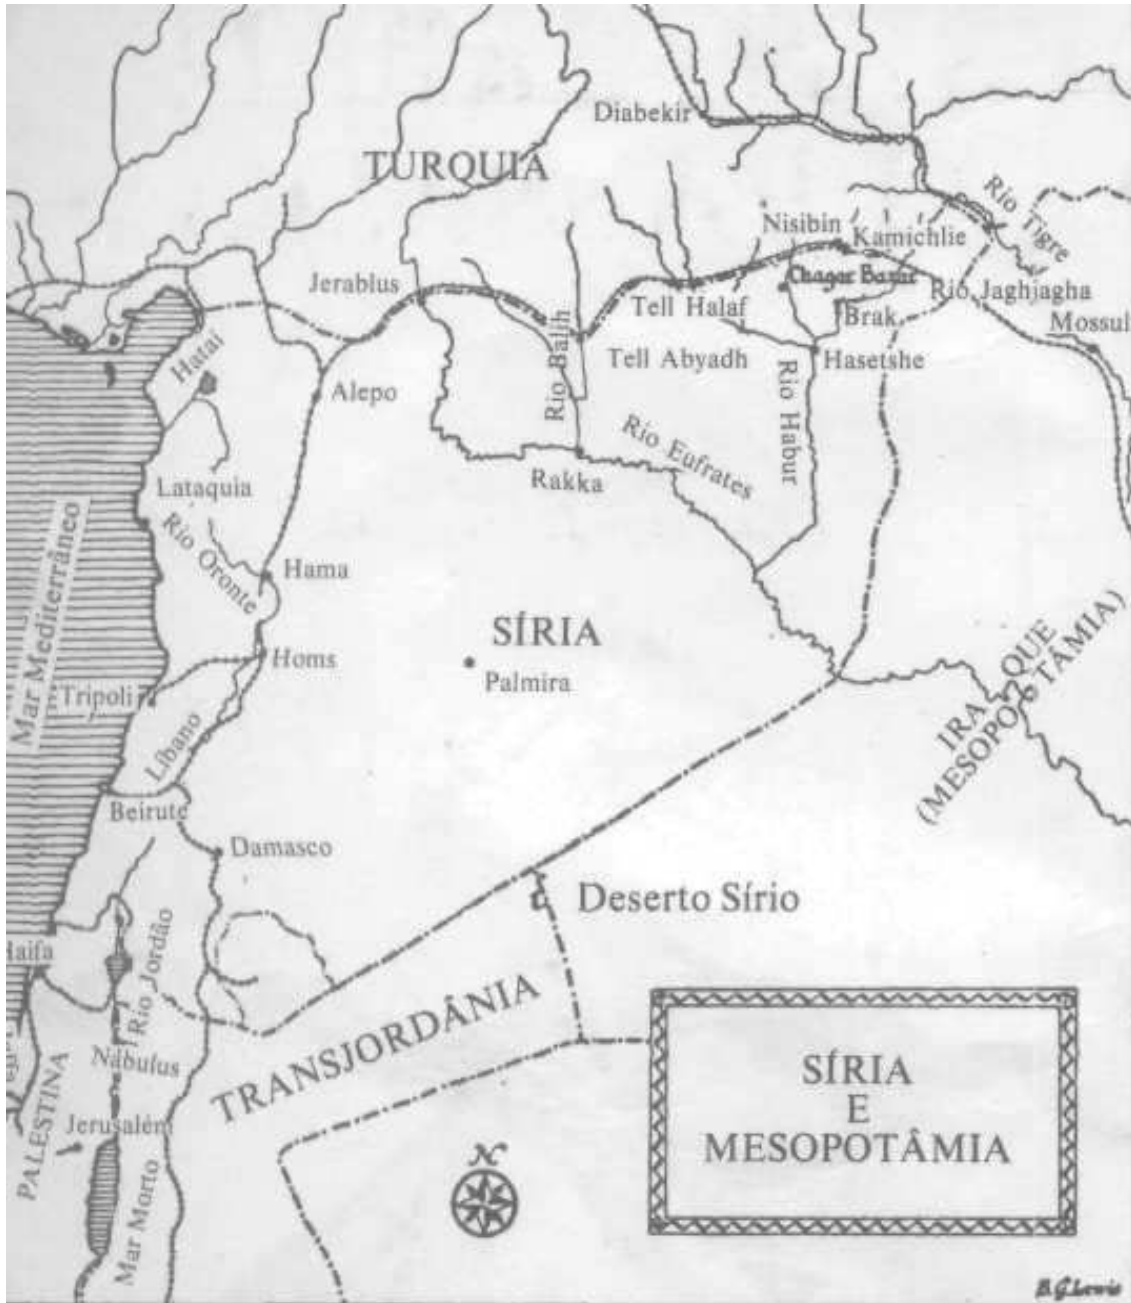 Diabekir
TURQUIA
Rio Tigre
Nisibin
Kamichlie
Jerablus
Chagar Bazar
Rio Jaghjagha
Tell Halaf
Brak
Mossul
Hatai
Rio Balih
Tell Abyadh
Hasetshe
Alepo
Rio Habur
Rio Eufrates
Rakka
Lataquia
Mar Mediterrâneo
Rio Oronte
Hama
SÍRIA
Homs
Palmira
Tripoli
IRAQUE
(MESOPOTÂMIA)
Líbano
Beirute
Damasco
Deserto Sírio
Haifa
Rio Jordão
TRANSJORDÂNIA
Nabulus
PALESTINA
Jerusalém
Mar Morto
N
SÍRIA
E
MESOPOTÂMIA
B.G.Lewis